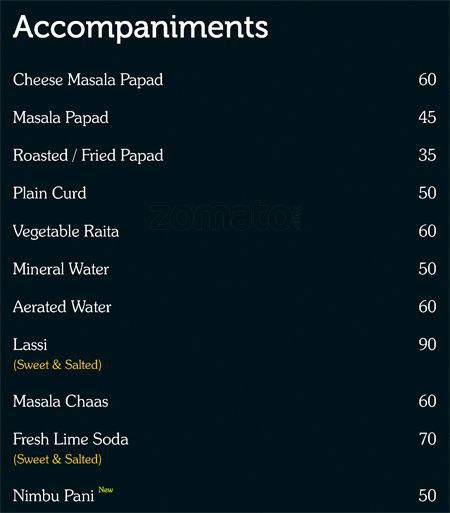 Accompaniments
Cheese Masala Papad 60
Masala Papad 45
Roasted / Fried Papad 35
Plain Curd 50
zomato
Vegetable Raita 60
Mineral Water 50
Aerated Water 60
Lassi 90
(Sweet & Salted)
Masala Chaas 60
Fresh Lime Soda 70
(Sweet & Salted)
Nimbu Pani New 50